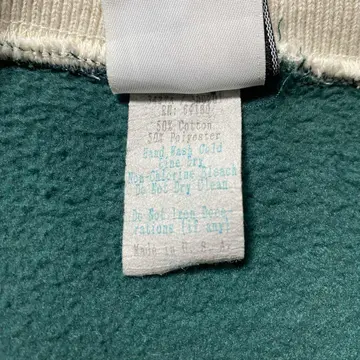 50% Cotton
50% Polyester
Hand Wash Cold
Line Dry
Non-Chlorine Bleach
Do Not Dry Clean
Do Not Iron Deco-
rations [if any]
Made in U.S.A.